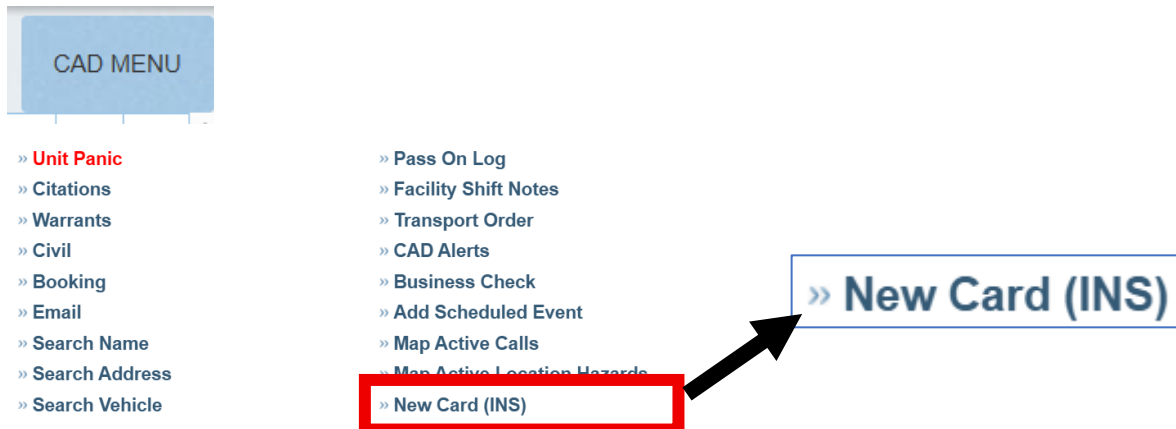 CAD MENU
» Unit Panic
» Citations
» Warrants
» Civil
» Booking
» Email
» Search Name
» Search Address
» Search Vehicle
» Pass On Log
» Facility Shift Notes
» Transport Order
» CAD Alerts
» Business Check
» Add Scheduled Event
» Map Active Calls
» Map Active Location Hazards
» New Card (INS)
» New Card (INS)